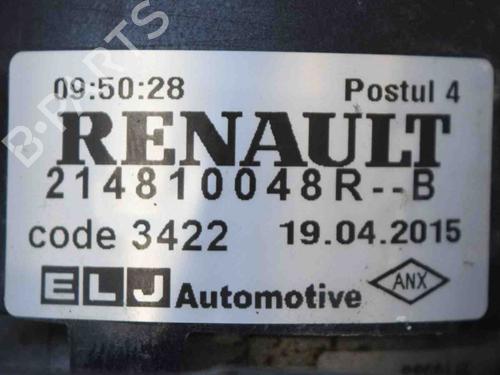 09:50:28 Postul 4
RENAULT
214810048R--B
code 3422 19.04.2015
ELJ Automotive ANX
B-PARTS